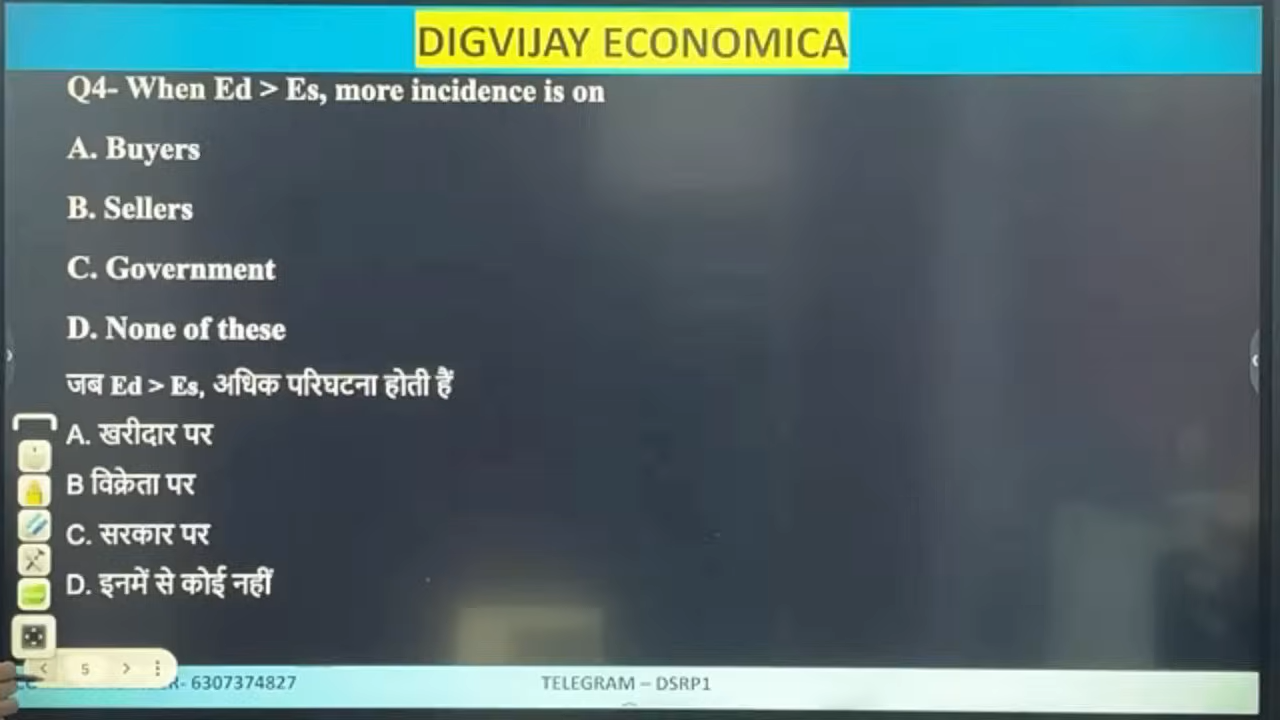 DIGVIJAY ECONOMICA
Q4- When Ed > Es, more incidence is on
A. Buyers
B. Sellers
C. Government
D. None of these
जब Ed > Es, अधिक परिघटना होती हैं
A. खरीदार पर
B विक्रेता पर
C. सरकार पर
D. इनमें से कोई नहीं
5
6307374827
TELEGRAM – DSRP1